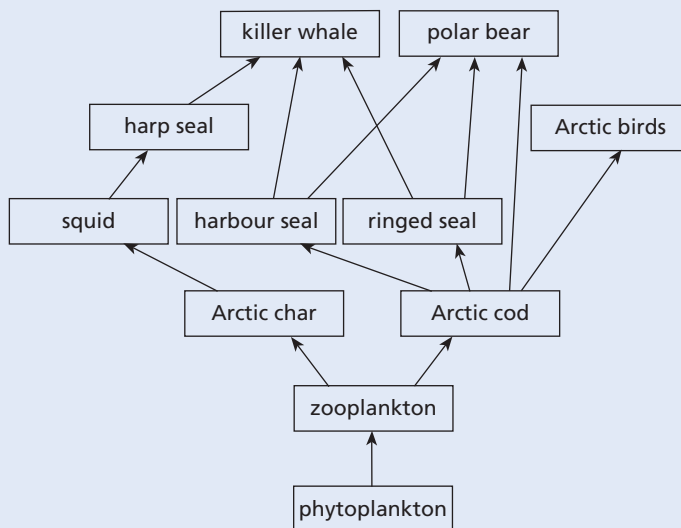 killer whale
polar bear
harp seal
Arctic birds
squid
harbour seal
ringed seal
Arctic char
Arctic cod
zooplankton
phytoplankton